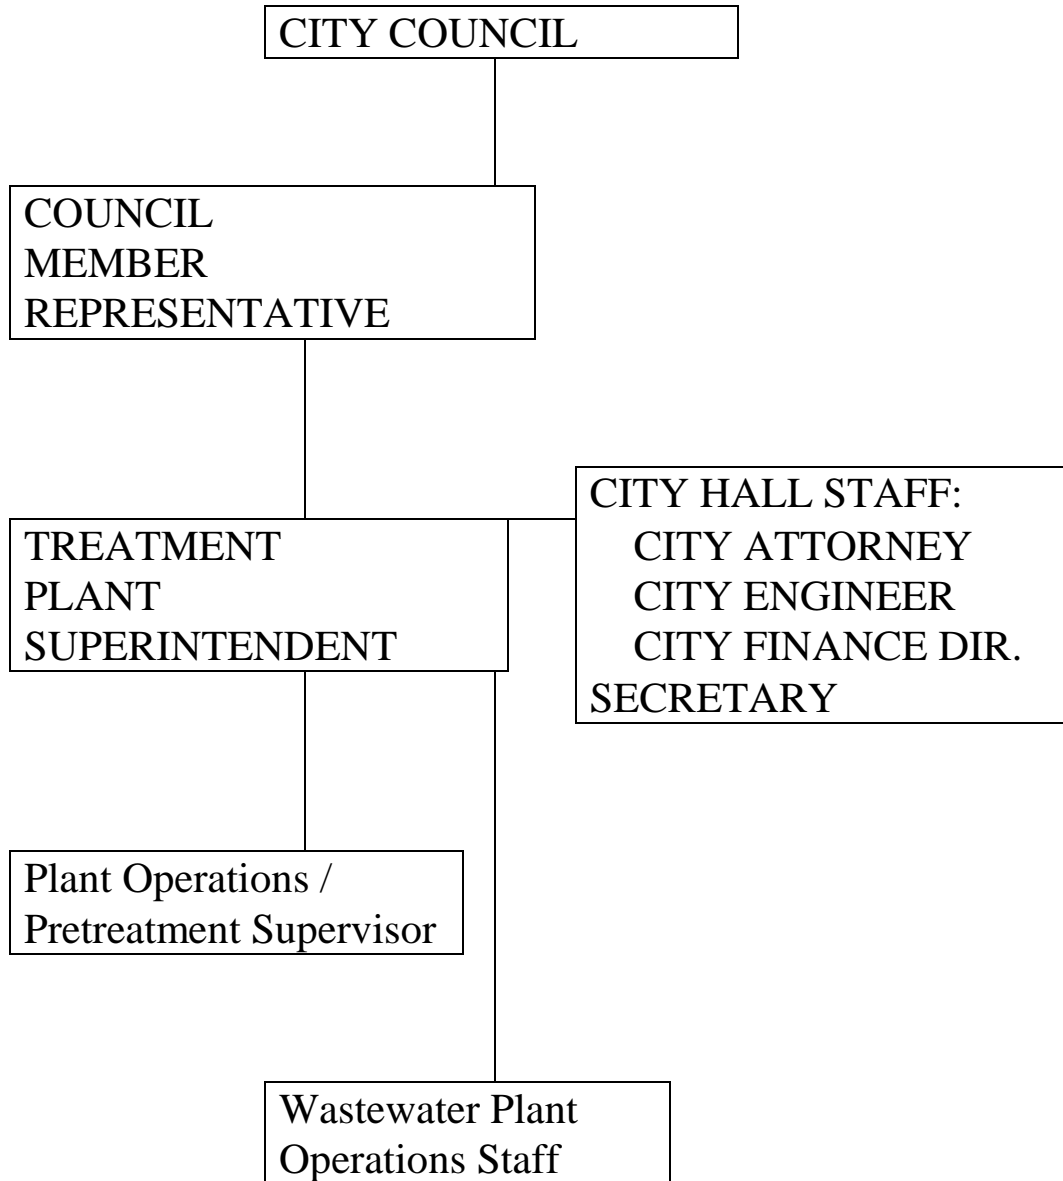 CITY COUNCIL
COUNCIL
MEMBER
REPRESENTATIVE
TREATMENT
PLANT
SUPERINTENDENT
CITY HALL STAFF:
CITY ATTORNEY
CITY ENGINEER
CITY FINANCE DIR.
SECRETARY
Plant Operations /
Pretreatment Supervisor
Wastewater Plant
Operations Staff